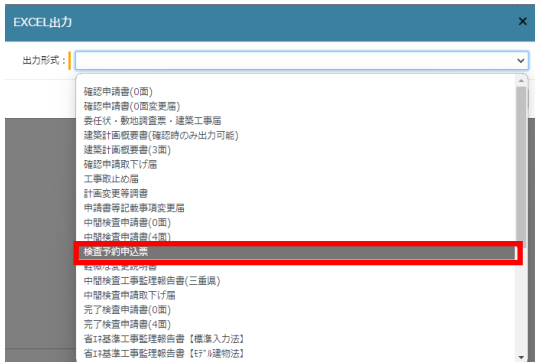 EXCEL出力
×
出力形式：
確認申請書(0面)
確認申請書(0面変更届)
委任状・敷地調査票・建築工事届
建築計画概要書(確認時のみ出力可能)
建築計画概要書(3面)
確認申請取下げ届
工事取止め届
計画変更等調書
申請書等記載事項変更届
中間検査申請書(0面)
中間検査申請書(4面)
検査予約申込票
軽微な変更説明書
中間検査工事監理報告書(三重県)
中間検査申請取下げ届
完了検査申請書(0面)
完了検査申請書(4面)
省ｴﾈ基準工事監理報告書【標準入力法】
省ｴﾈ基準工事監理報告書【ﾓﾃﾞﾙ建物法】